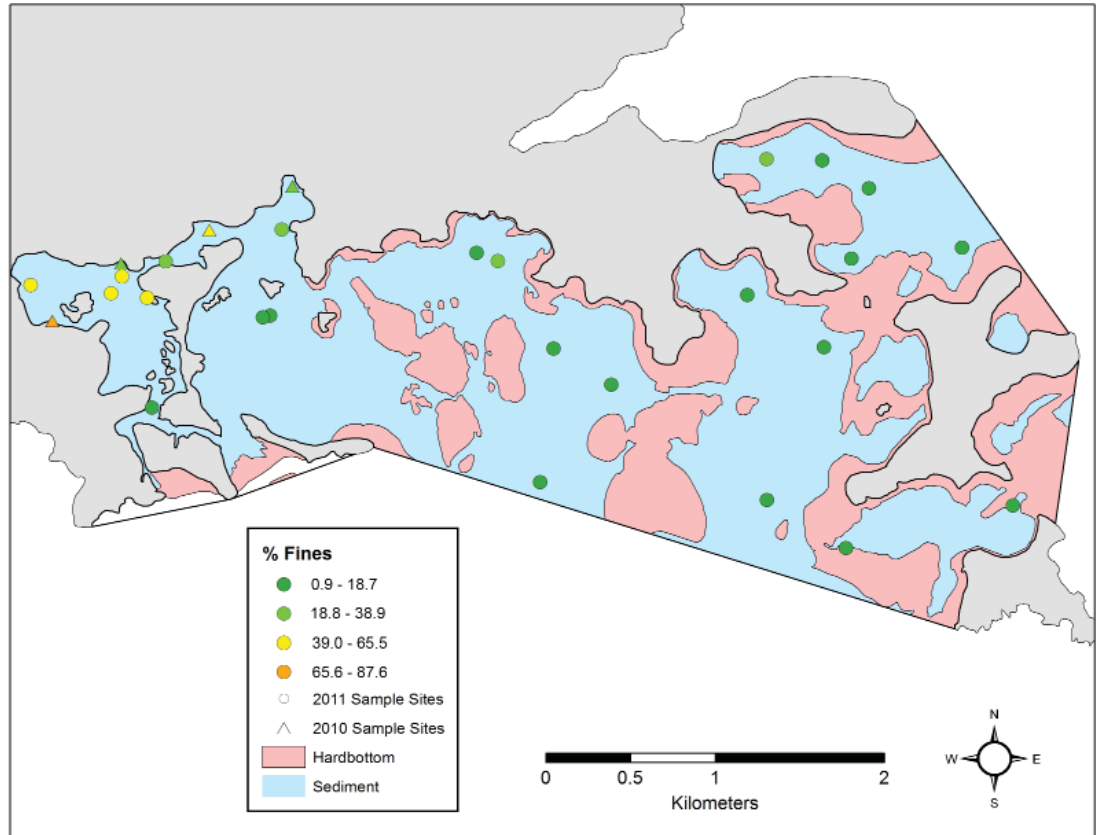 % Fines
0.9 - 18.7
18.8 - 38.9
39.0 - 65.5
65.6 - 87.6
2011 Sample Sites
2010 Sample Sites
Hardbottom
Sediment
0 0.5 1 2
Kilometers
N
W E
S